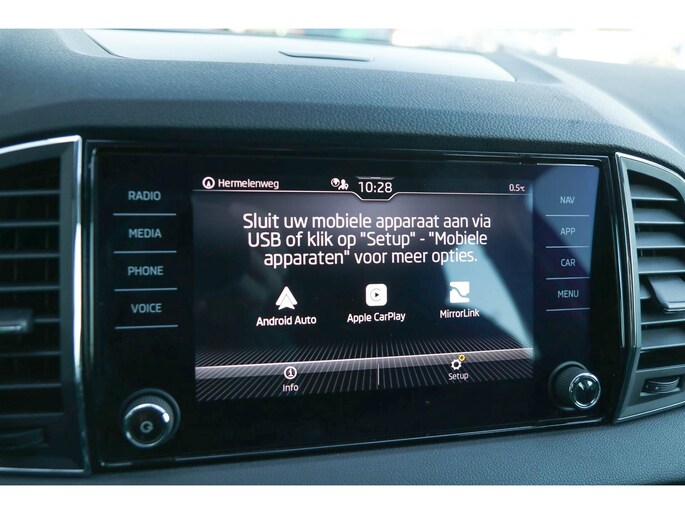 Hermelenweg
10:28
0.5°C
RADIO
MEDIA
PHONE
VOICE
NAV
APP
CAR
MENU
Sluit uw mobiele apparaat aan via
USB of klik op "Setup" - "Mobiele
apparaten" voor meer opties.
Android Auto
Apple CarPlay
MirrorLink
Info
Setup